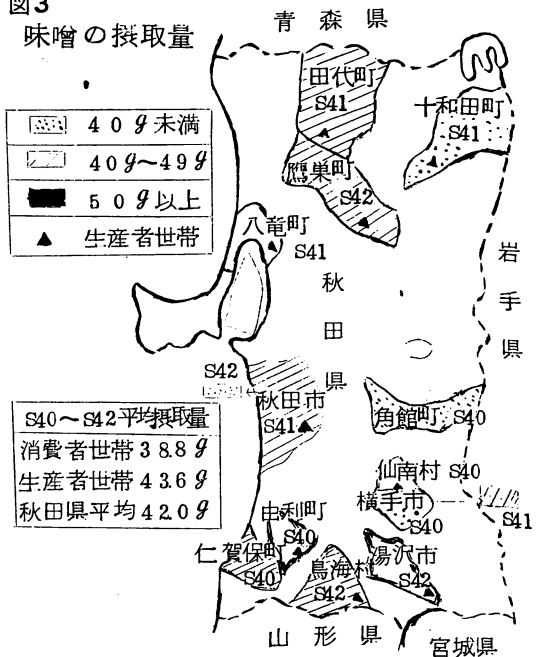 図3
味噌の摂取量
40g未満
40g～49g
50g以上
▲ 生産者世帯
青森県
田代町
S41
十和田町
S41
鷹巣町
S42
八竜町
S41
岩手県
秋田県
S42
秋田市
S41
角館町 S40
S40～S42平均摂取量
消費者世帯38.8g
生産者世帯43.6g
秋田県平均42.0g
仙南村 S40
横手市
S40
S41
由利町
S40
仁賀保町
S40
鳥海村
S42
湯沢市
S42
山形県
宮城県